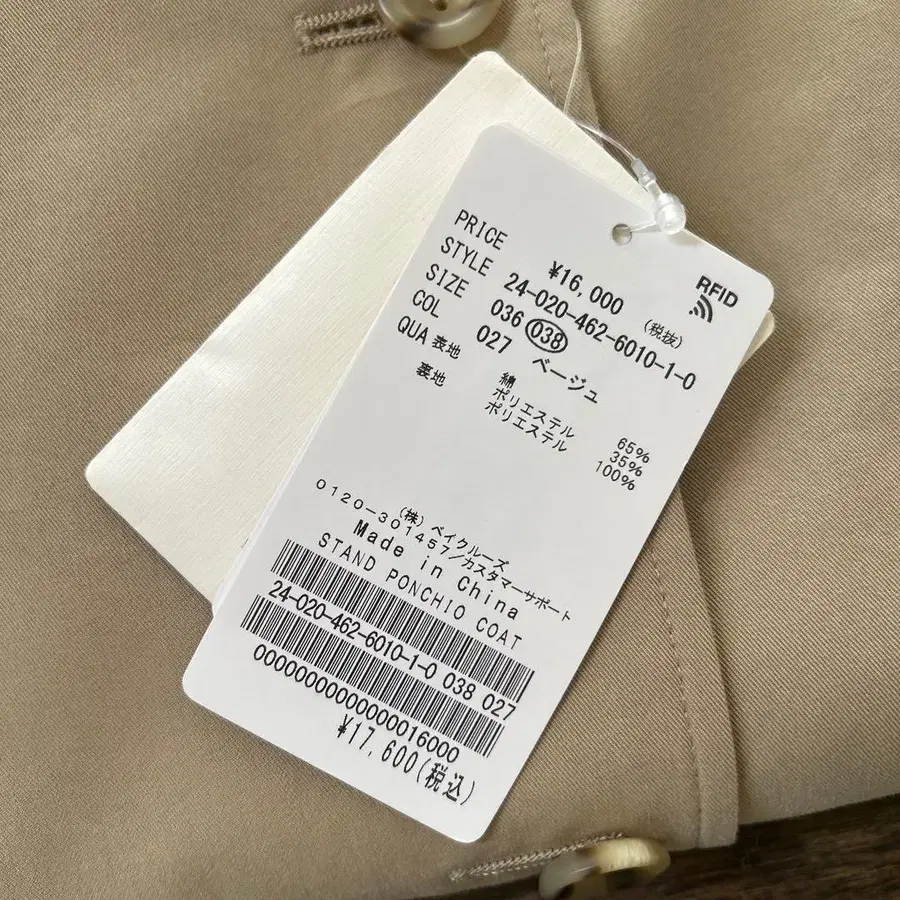 RFID
PRICE ¥16,000 (税抜)
STYLE 24-020-462-6010-1-0
SIZE 036 038
COL 027 ベージュ
QUA 表地 綿 65%
ポリエステル 35%
裏地 ポリエステル 100%
(株) ベイクルーズ
0120-301457/カスタマーサポート
Made in China
STAND PONCHIO COAT
24-020-462-6010-1-0 038 027
0000000000000016000
¥17,600(税込)